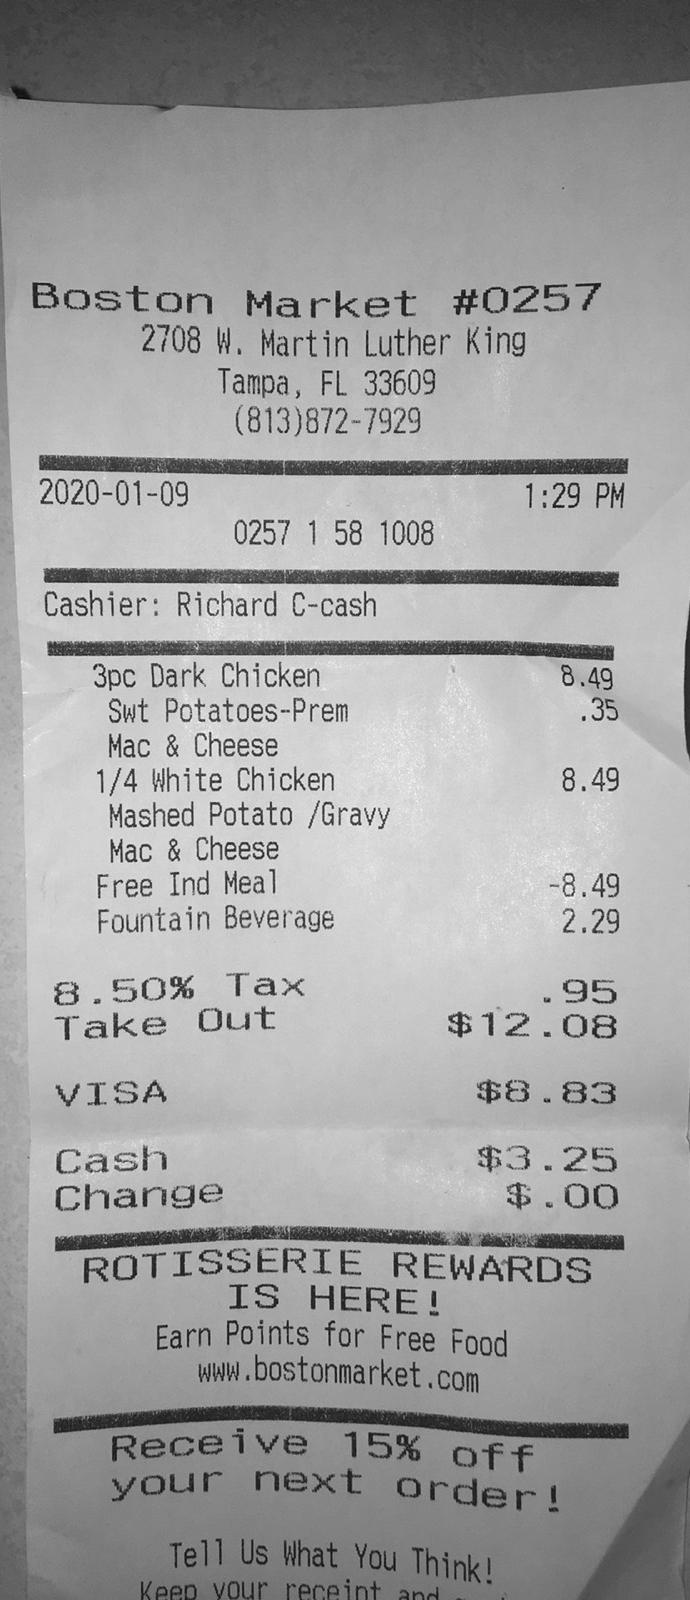 Boston Market #0257
2708 W. Martin Luther King
Tampa, FL 33609
(813)872-7929
2020-01-09 1:29 PM
0257 1 58 1008
Cashier: Richard C-cash
3pc Dark Chicken 8.49
Swt Potatoes-Prem .35
Mac & Cheese
1/4 White Chicken 8.49
Mashed Potato /Gravy
Mac & Cheese
Free Ind Meal -8.49
Fountain Beverage 2.29
8.50% Tax .95
Take Out $12.08
VISA $8.83
Cash $3.25
Change $.00
ROTISSERIE REWARDS
IS HERE!
Earn Points for Free Food
www.bostonmarket.com
Receive 15% off
your next order!
Tell Us What You Think!
Keep your receipt and